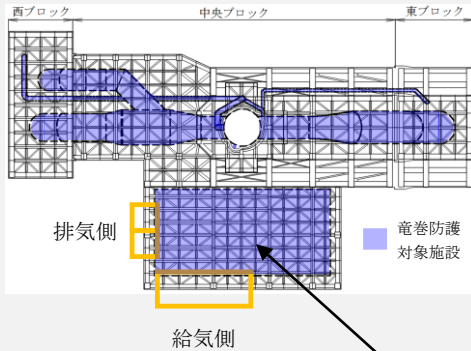 西ブロック
中央ブロック
東ブロック
排気側
竜巻防護
対象施設
給気側